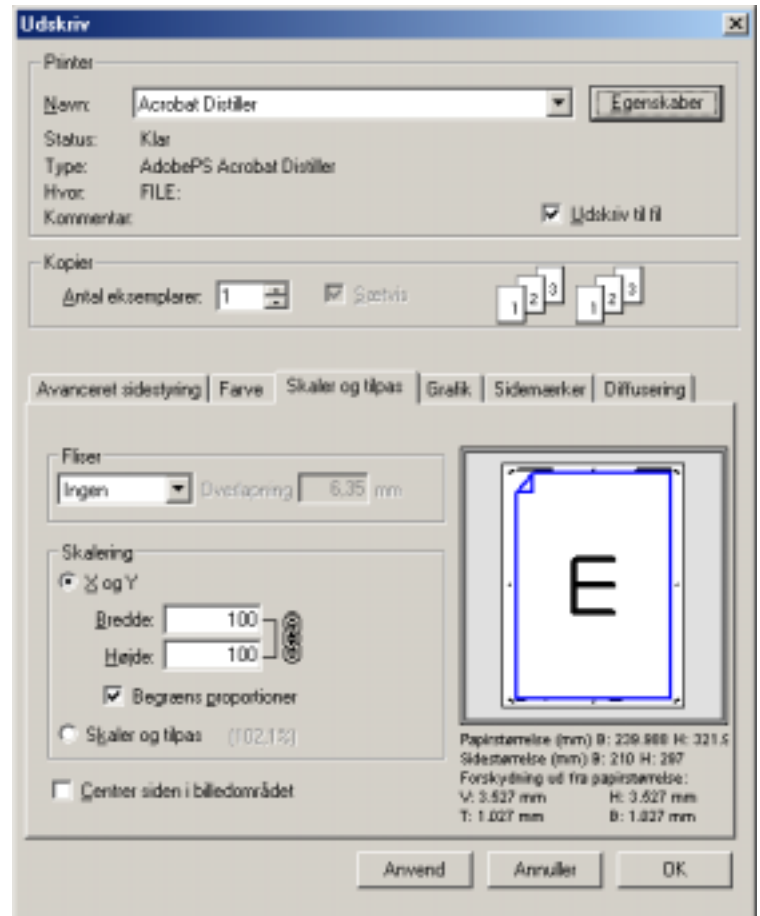 Udskriv
Printer
Navn: Acrobat Distiller Egenskaber
Status: Klar
Type: AdobePS Acrobat Distiller
Hvor: FILE:
Kommentar: Udskriv til fil
Kopier
Antal eksemplarer: 1 Sætvis
1 2 3 1 2 3
Avanceret sidestyring Farve Skaler og tilpas Grafik Sidemærker Diffusering
Fliser
Ingen Overlapning 6,35 mm
Skalering
X og Y
Bredde: 100
Højde: 100
Begræns proportioner
Skaler og tilpas (102,1%)
Centrer siden i billedområdet
E
Papirstørrelse (mm) B: 239.988 H: 321.9
Sidestørrelse (mm) B: 210 H: 297
Forskydning ud fra papirstørrelse:
V: 3.527 mm H: 3.527 mm
T: 1.027 mm B: 1.027 mm
Anvend Annuller OK